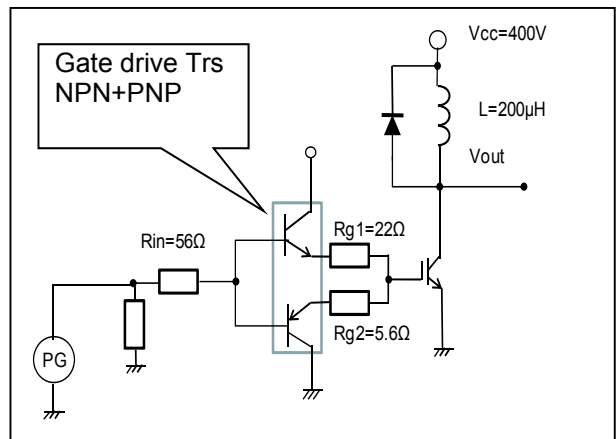 Gate drive Trs
NPN+PNP
Vcc=400V
L=200µH
Vout
Rin=56Ω
Rg1=22Ω
Rg2=5.6Ω
PG